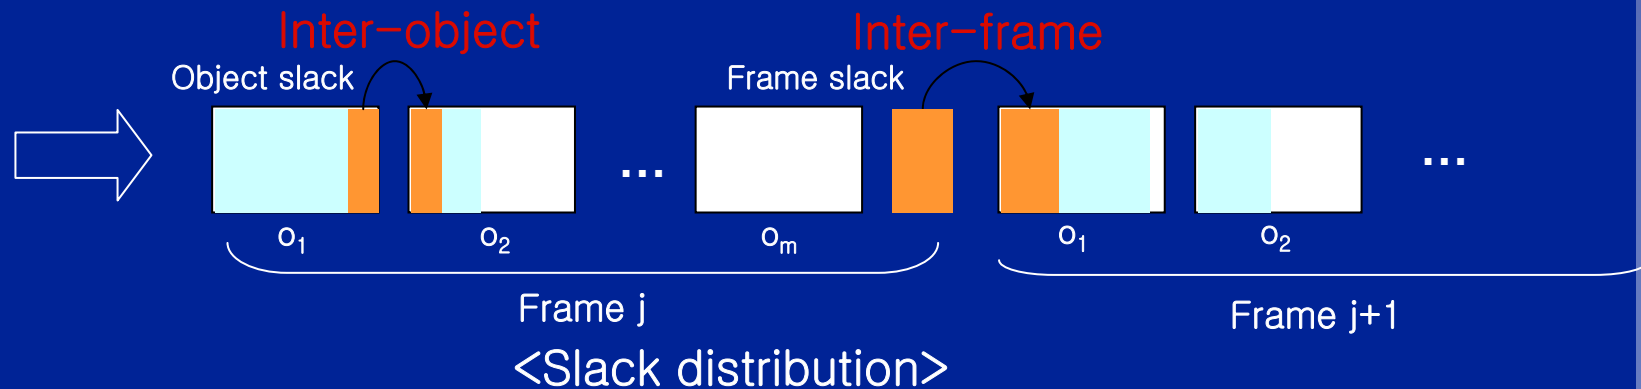 Inter-object Inter-frame
Object slack Frame slack
... ...
o1 o2 om o1 o2
Frame j Frame j+1
<Slack distribution>